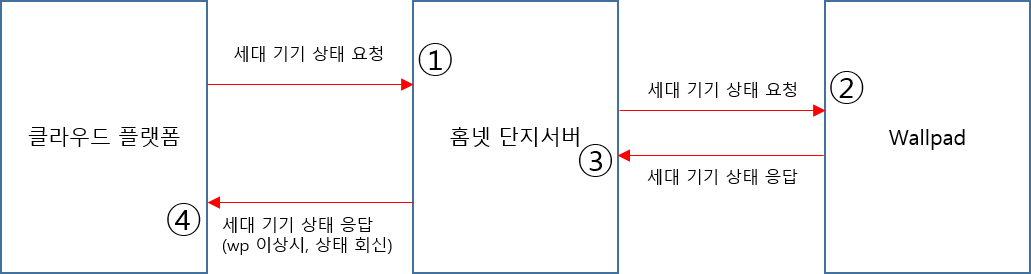 세대 기기 상태 요청
①
세대 기기 상태 요청
②
클라우드 플랫폼
홈넷 단지서버
Wallpad
③
세대 기기 상태 응답
④
세대 기기 상태 응답
(wp 이상시, 상태 회신)